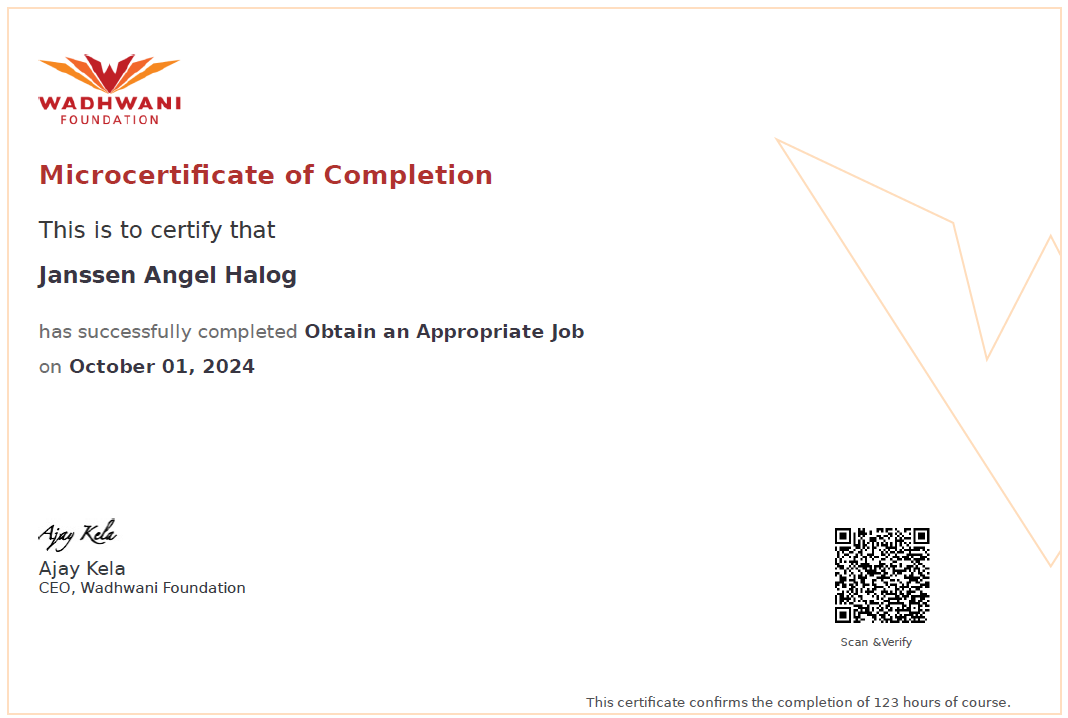 WADHWANI
FOUNDATION
Microcertificate of Completion
This is to certify that
Janssen Angel Halog
has successfully completed Obtain an Appropriate Job
on October 01, 2024
Ajay Kela
Ajay Kela
CEO, Wadhwani Foundation
Scan &Verify
This certificate confirms the completion of 123 hours of course.